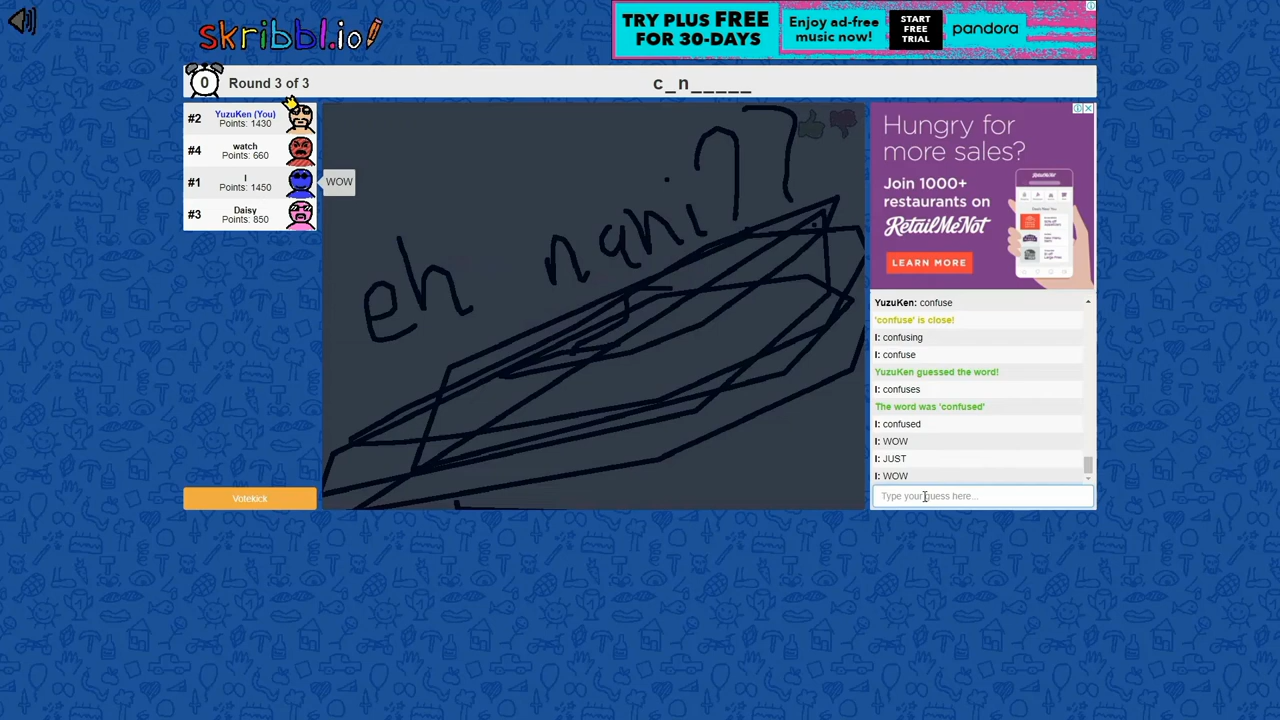 skribbl.io
TRY PLUS FREE
FOR 30-DAYS
Enjoy ad-free
music now!
START
FREE
TRIAL
pandora
0
Round 3 of 3
c_n_____
#2
YuzuKen (You)
Points: 1430
#4
watch
Points: 660
#1
I
Points: 1450
WOW
#3
Daisy
Points: 850
eh nani??
Hungry for
more sales?
Join 1000+
restaurants on
RetailMeNot
LEARN MORE
YuzuKen: confuse
'confuse' is close!
I: confusing
I: confuse
YuzuKen guessed the word!
I: confuses
The word was 'confused'
I: confused
I: WOW
I: JUST
I: WOW
Type your guess here...
Votekick